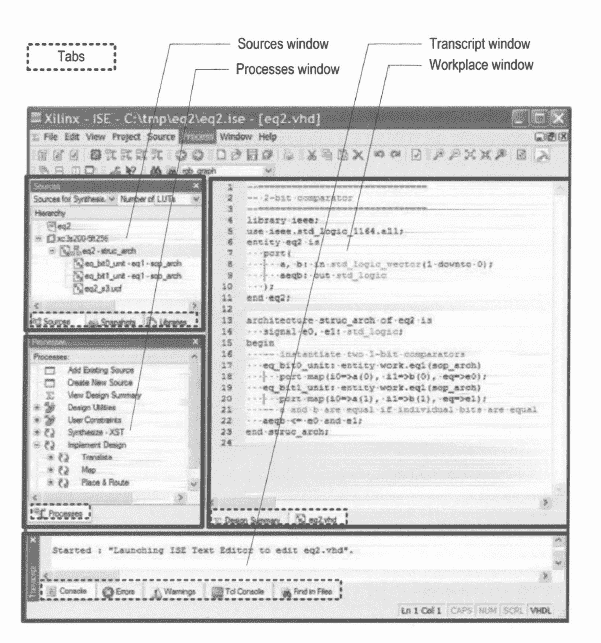 Tabs
Sources window
Processes window
Transcript window
Workplace window
Xilinx - ISE - C:\tmp\eq2\eq2.ise - [eq2.vhd]
File Edit View Project Source Process Window Help
rgb_graph
Sources
Sources for Synthesis. Number of LUTs
Hierarchy
eq2
xc3s200-5ft256
eq2 - struc_arch
eq_bit0_unit - eq1 - sop_arch
eq_bit1_unit - eq1 - sop_arch
eq2_s3.ucf
Sources Snapshots Libraries
Processes
Processes:
Add Existing Source
Create New Source
View Design Summary
Design Utilities
User Constraints
Synthesize - XST
Implement Design
Translate
Map
Place & Route
Processes
1 --==============================
2 -- 2-bit comparator
3 --==============================
4 library ieee;
5 use ieee.std_logic_1164.all;
6 entity eq2 is
7 port(
8 a, b: in std_logic_vector(1 downto 0);
9 aeqb: out std_logic
10 );
11 end eq2;
12
13 architecture struc_arch of eq2 is
14 signal e0, e1: std_logic;
15 begin
16 -- instantiate two 1-bit comparators
17 eq_bit0_unit: entity work.eq1(sop_arch)
18 port map(i0=>a(0), i1=>b(0), eq=>e0);
19 eq_bit1_unit: entity work.eq1(sop_arch)
20 port map(i0=>a(1), i1=>b(1), eq=>e1);
21 -- a and b are equal if individual bits are equal
22 aeqb <= e0 and e1;
23 end struc_arch;
24
Design Summary eq2.vhd
Transcript
Started : "Launching ISE Text Editor to edit eq2.vhd".
Console Errors Warnings Tcl Console Find in Files
Ln 1 Col 1 CAPS NUM SCRL VHDL